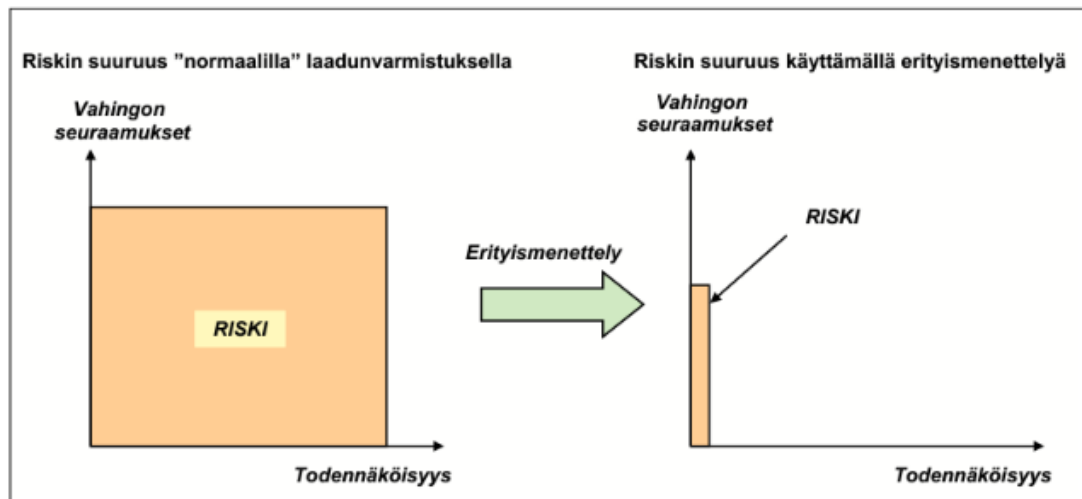 Riskin suuruus ”normaalilla” laadunvarmistuksella
Vahingon
seuraamukset
RISKI
Todennäköisyys
Erityismenettely
Riskin suuruus käyttämällä erityismenettelyä
Vahingon
seuraamukset
RISKI
Todennäköisyys